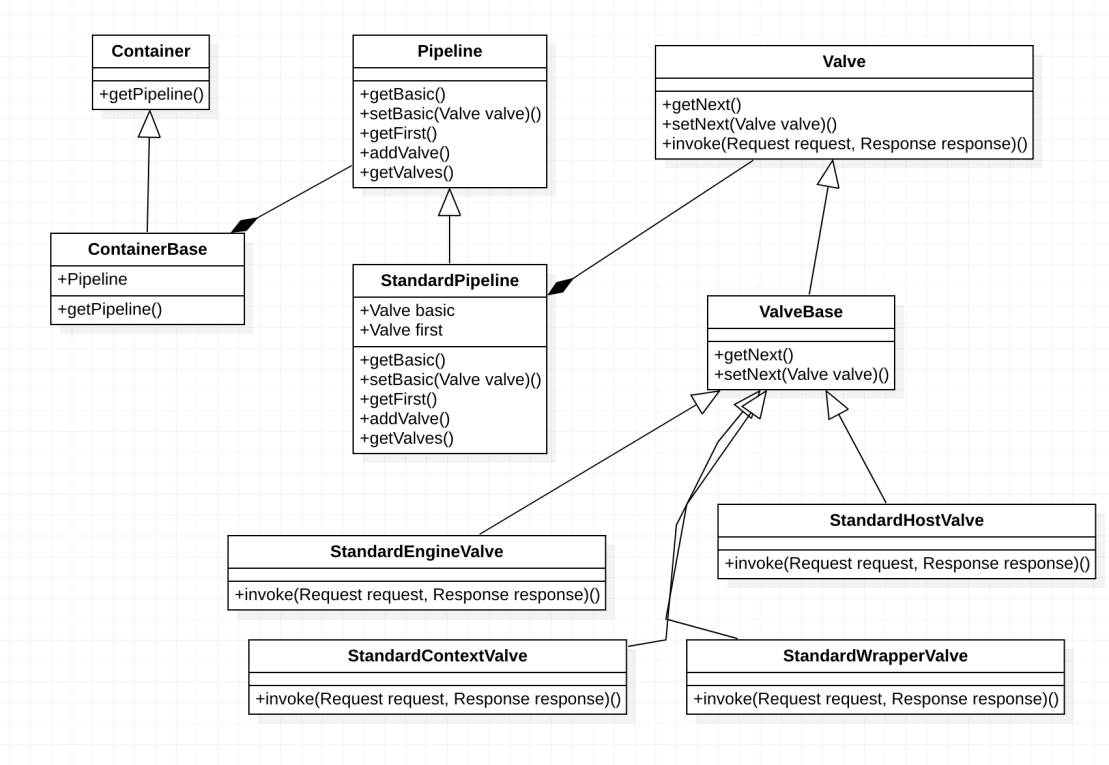 Container
+getPipeline()
Pipeline
+getBasic()
+setBasic(Valve valve)()
+getFirst()
+addValve()
+getValves()
Valve
+getNext()
+setNext(Valve valve)()
+invoke(Request request, Response response)()
ContainerBase
+Pipeline
+getPipeline()
StandardPipeline
+Valve basic
+Valve first
+getBasic()
+setBasic(Valve valve)()
+getFirst()
+addValve()
+getValves()
ValveBase
+getNext()
+setNext(Valve valve)()
StandardHostValve
+invoke(Request request, Response response)()
StandardEngineValve
+invoke(Request request, Response response)()
StandardContextValve
+invoke(Request request, Response response)()
StandardWrapperValve
+invoke(Request request, Response response)()